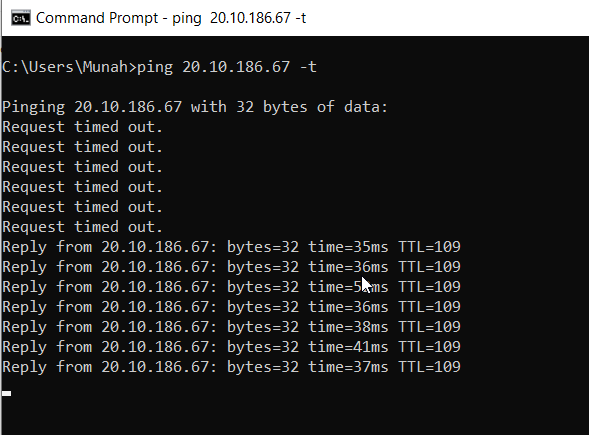 Command Prompt - ping 20.10.186.67 -t
C:\Users\Munah>ping 20.10.186.67 -t
Pinging 20.10.186.67 with 32 bytes of data:
Request timed out.
Request timed out.
Request timed out.
Request timed out.
Request timed out.
Request timed out.
Reply from 20.10.186.67: bytes=32 time=35ms TTL=109
Reply from 20.10.186.67: bytes=32 time=36ms TTL=109
Reply from 20.10.186.67: bytes=32 TTL=109
Reply from 20.10.186.67: bytes=32 time=36ms TTL=109
Reply from 20.10.186.67: bytes=32 time=38ms TTL=109
Reply from 20.10.186.67: bytes=32 time=41ms TTL=109
Reply from 20.10.186.67: bytes=32 time=37ms TTL=109